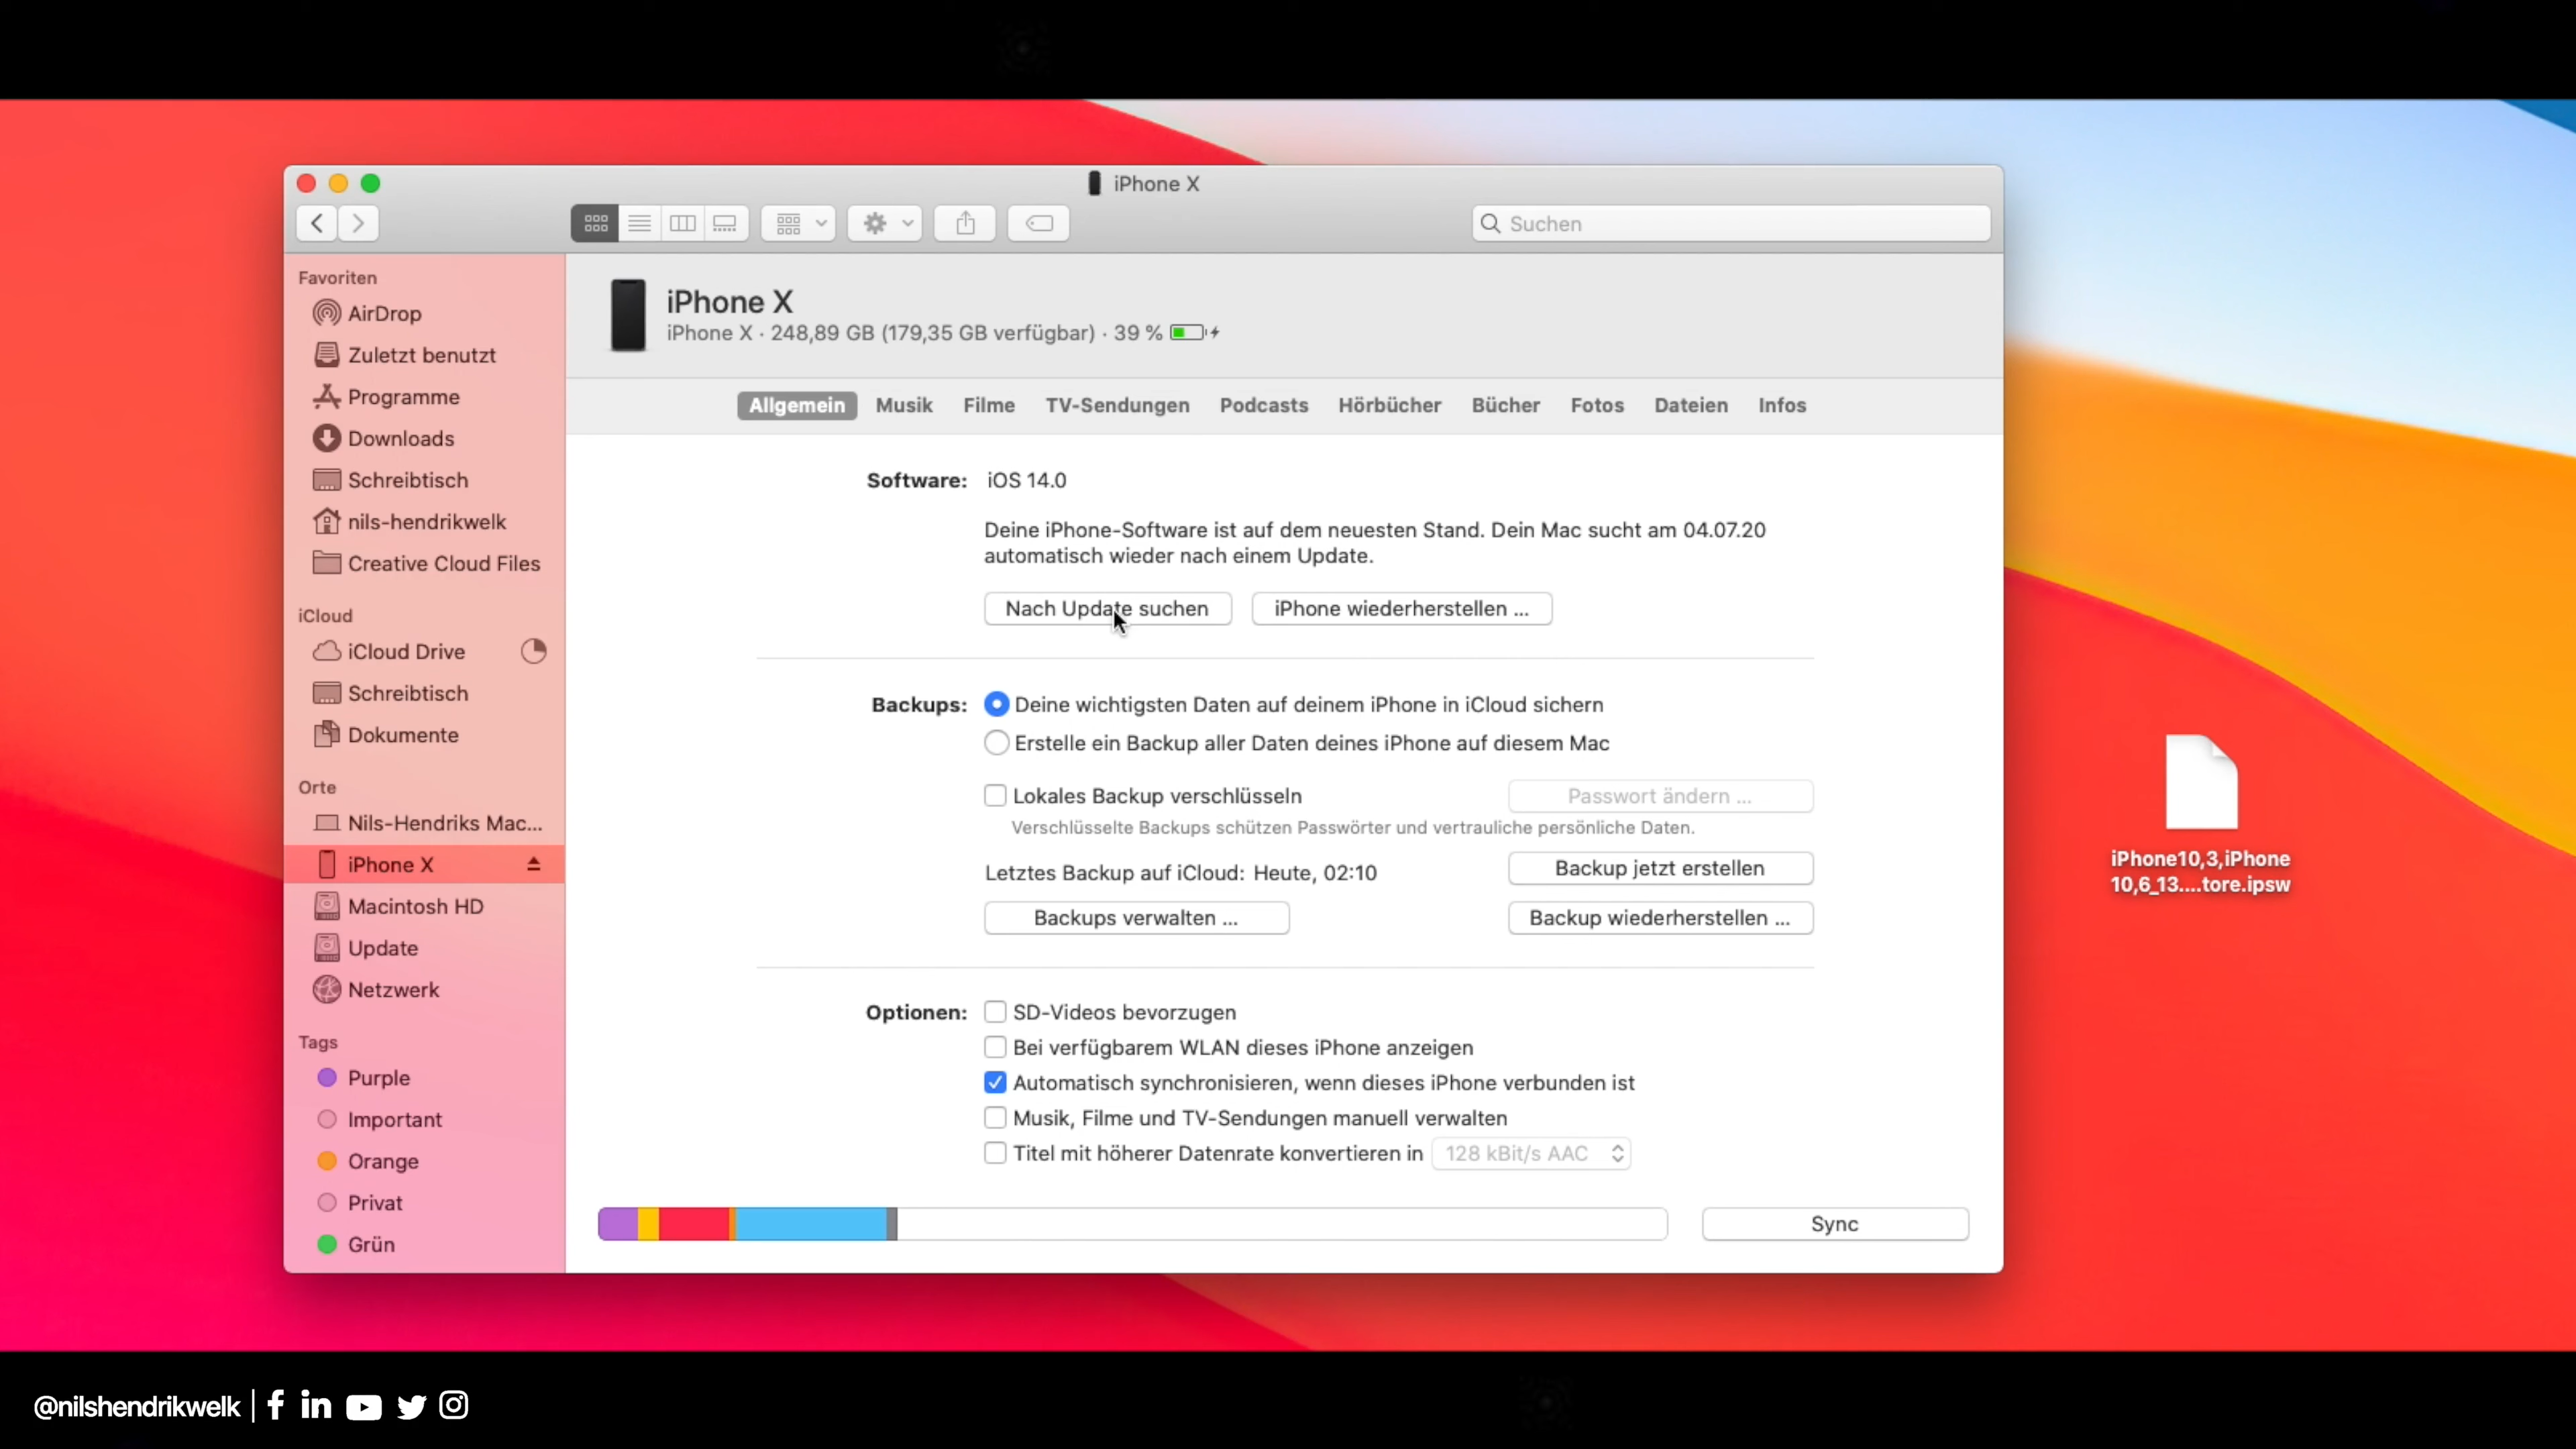 iPhone X
Suchen
Favoriten
AirDrop
Zuletzt benutzt
Programme
Downloads
Schreibtisch
nils-hendrikwelk
Creative Cloud Files
iCloud
iCloud Drive
Schreibtisch
Dokumente
Orte
Nils-Hendriks Mac...
iPhone X
Macintosh HD
Update
Netzwerk
Tags
Purple
Important
Orange
Privat
Grün
iPhone X
iPhone X · 248,89 GB (179,35 GB verfügbar) · 39 %
Allgemein Musik Filme TV-Sendungen Podcasts Hörbücher Bücher Fotos Dateien Infos
Software: iOS 14.0
Deine iPhone-Software ist auf dem neuesten Stand. Dein Mac sucht am 04.07.20
automatisch wieder nach einem Update.
Nach Update suchen iPhone wiederherstellen ...
Backups: Deine wichtigsten Daten auf deinem iPhone in iCloud sichern
Erstelle ein Backup aller Daten deines iPhone auf diesem Mac
Lokales Backup verschlüsseln Passwort ändern ...
Verschlüsselte Backups schützen Passwörter und vertrauliche persönliche Daten.
Letztes Backup auf iCloud: Heute, 02:10 Backup jetzt erstellen
Backups verwalten ... Backup wiederherstellen ...
Optionen: SD-Videos bevorzugen
Bei verfügbarem WLAN dieses iPhone anzeigen
Automatisch synchronisieren, wenn dieses iPhone verbunden ist
Musik, Filme und TV-Sendungen manuell verwalten
Titel mit höherer Datenrate konvertieren in 128 kBit/s AAC
Sync
iPhone10,3,iPhone
10,6_13....tore.ipsw
@nilshendrikwelk